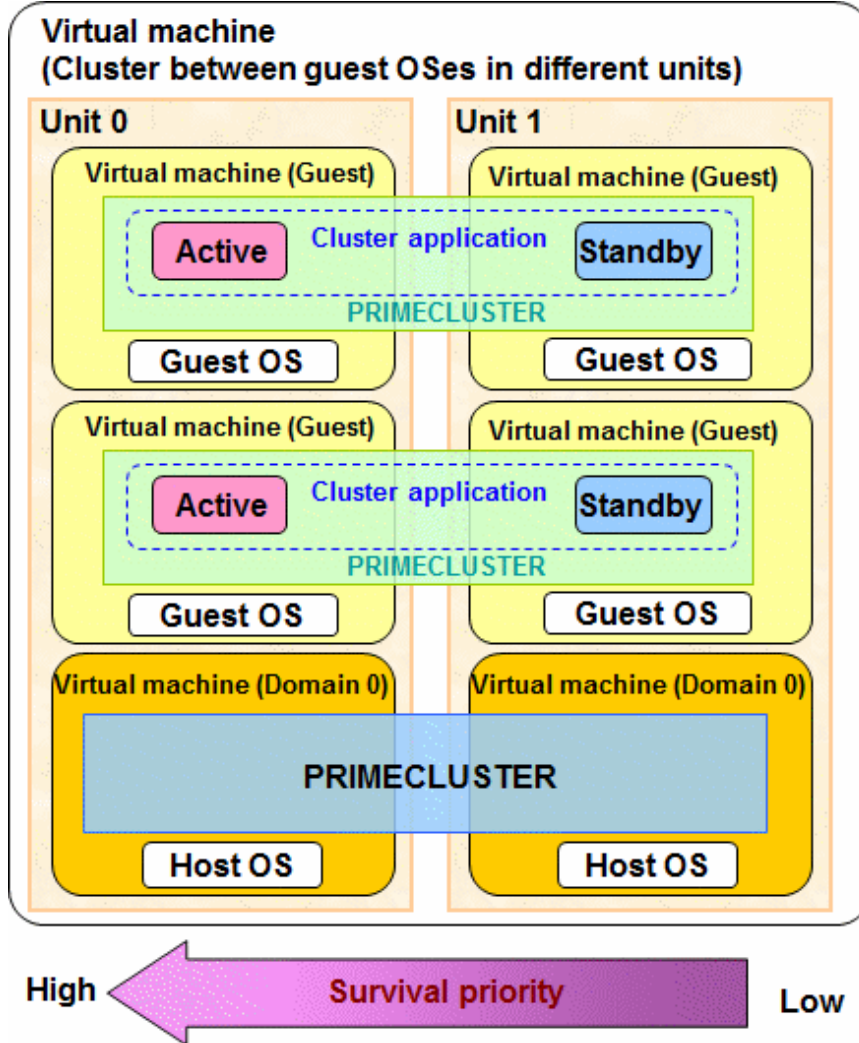 Virtual machine
(Cluster between guest OSes in different units)
Unit 0
Unit 1
Virtual machine (Guest)
Virtual machine (Guest)
Cluster application
Active
Standby
PRIMECLUSTER
Guest OS
Guest OS
Virtual machine (Guest)
Virtual machine (Guest)
Cluster application
Active
Standby
PRIMECLUSTER
Guest OS
Guest OS
Virtual machine (Domain 0)
Virtual machine (Domain 0)
PRIMECLUSTER
Host OS
Host OS
High
Survival priority
Low